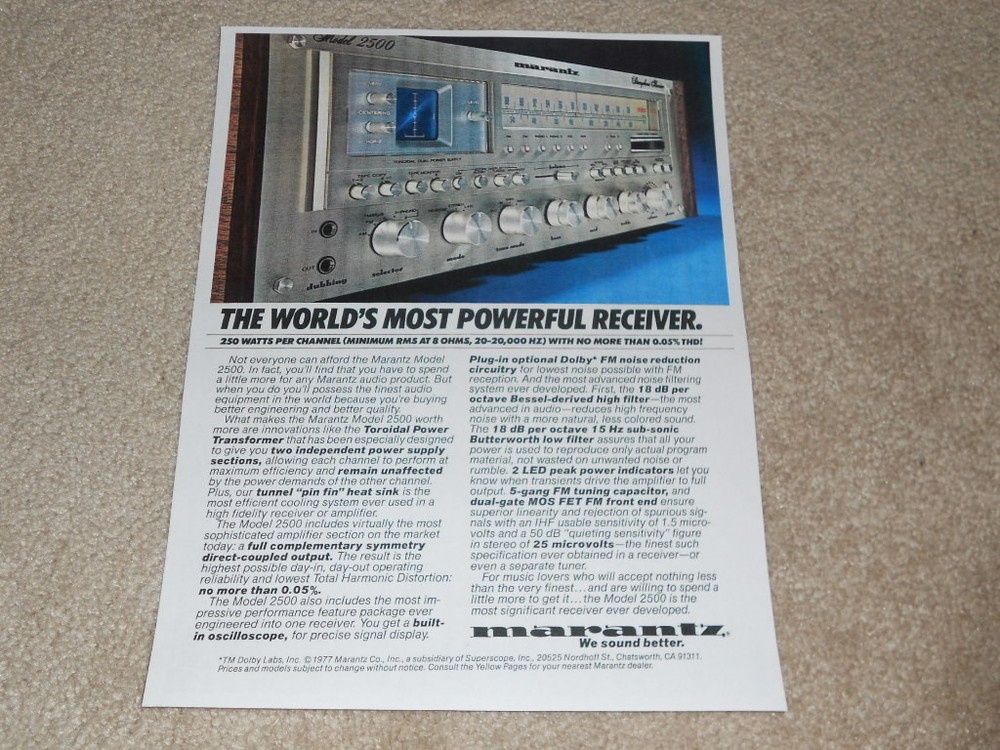 Model 2500
marantz
CENTERING
TOROIDAL DUAL POWER SUPPLY
TAPE COPY
TAPE MONITOR
balance
PHONO
STEREO
IN
OUT
dubbing
selector
mode
tone mode
bass
mid
treble
THE WORLD'S MOST POWERFUL RECEIVER.
250 WATTS PER CHANNEL (MINIMUM RMS AT 8 OHMS, 20-20,000 HZ) WITH NO MORE THAN 0.05% THD!
Not everyone can afford the Marantz Model
2500. In fact, you'll find that you have to spend
a little more for any Marantz audio product. But
when you do you'll possess the finest audio
equipment in the world because you're buying
better engineering and better quality.
What makes the Marantz Model 2500 worth
more are innovations like the Toroidal Power
Transformer that has been especially designed
to give you two independent power supply
sections, allowing each channel to perform at
maximum efficiency and remain unaffected
by the power demands of the other channel.
Plus, our tunnel "pin fin" heat sink is the
most efficient cooling system ever used in a
high fidelity receiver or amplifier.
The Model 2500 includes virtually the most
sophisticated amplifier section on the market
today: a full complementary symmetry
direct-coupled output. The result is the
highest possible day-in, day-out operating
reliability and lowest Total Harmonic Distortion:
no more than 0.05%.
The Model 2500 also includes the most im-
pressive performance feature package ever
engineered into one receiver. You get a built-
in oscilloscope, for precise signal display.
Plug-in optional Dolby* FM noise reduction
circuitry for lowest noise possible with FM
reception. And the most advanced noise filtering
system ever developed. First, the 18 dB per
octave Bessel-derived high filter—the most
advanced in audio—reduces high frequency
noise with a more natural, less colored sound.
The 18 dB per octave 15 Hz sub-sonic
Butterworth low filter assures that all your
power is used to reproduce only actual program
material, not wasted on unwanted noise or
rumble. 2 LED peak power indicators let you
know when transients drive the amplifier to full
output. 5-gang FM tuning capacitor, and
dual-gate MOS FET FM front end ensure
superior linearity and rejection of spurious sig-
nals with an IHF usable sensitivity of 1.5 micro-
volts and a 50 dB "quieting sensitivity" figure
in stereo of 25 microvolts—the finest such
specification ever obtained in a receiver—or
even a separate tuner.
For music lovers who will accept nothing less
than the very finest...and are willing to spend a
little more to get it...the Model 2500 is the
most significant receiver ever developed.
marantz®
We sound better.
*TM Dolby Labs, Inc. © 1977 Marantz Co., Inc., a subsidiary of Superscope, Inc., 20525 Nordhoff St., Chatsworth, CA 91311.
Prices and models subject to change without notice. Consult the Yellow Pages for your nearest Marantz dealer.